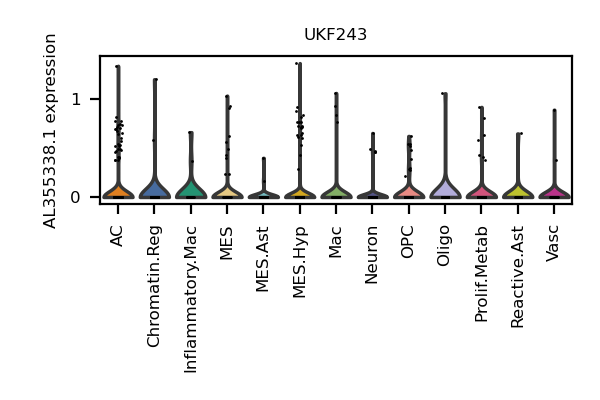 UKF243
AL355338.1 expression
1
0
AC
Chromatin.Reg
Inflammatory.Mac
MES
MES.Ast
MES.Hyp
Mac
Neuron
OPC
Oligo
Prolif.Metab
Reactive.Ast
Vasc